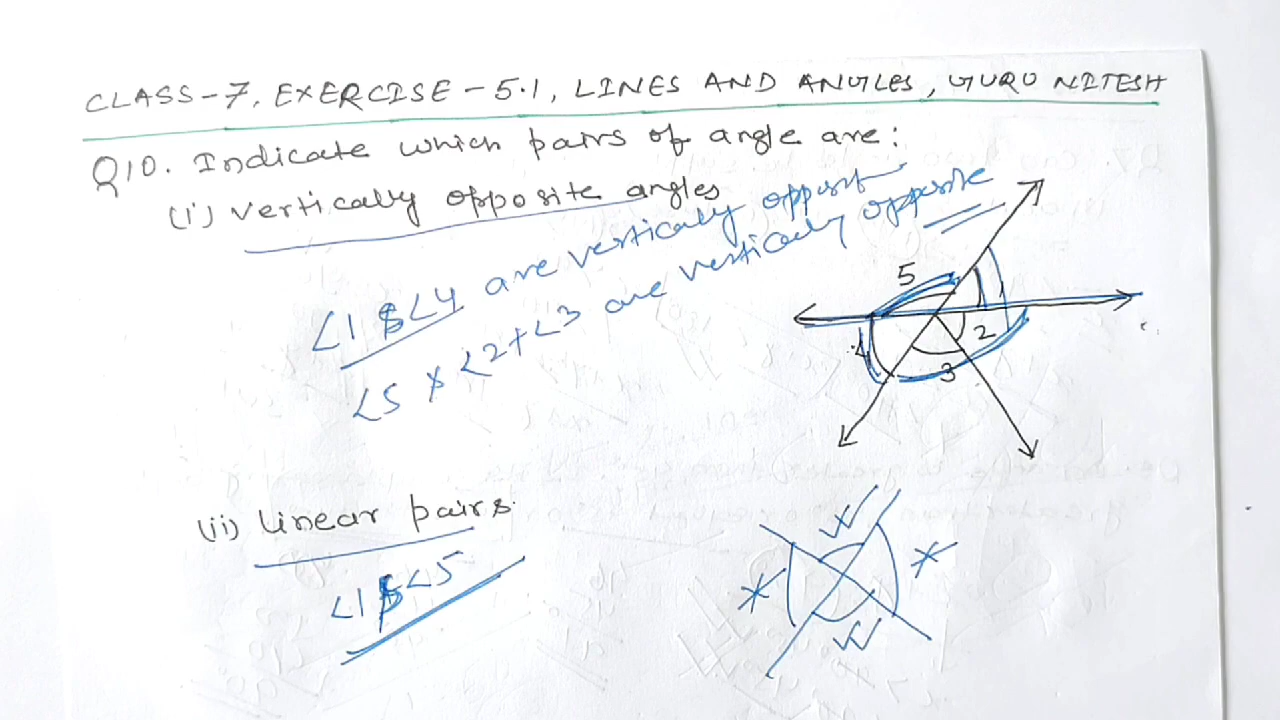 CLASS-7, EXERCISE-5.1, LINES AND ANGLES, GURU NITESH
Q10. Indicate which pairs of angle are:
(i) vertically opposite angles
∠1 & ∠4 are vertically opposit
∠5 & ∠2+∠3 are vertically opposite
5
2
3
(ii) linear pairs.
∠1 & ∠5